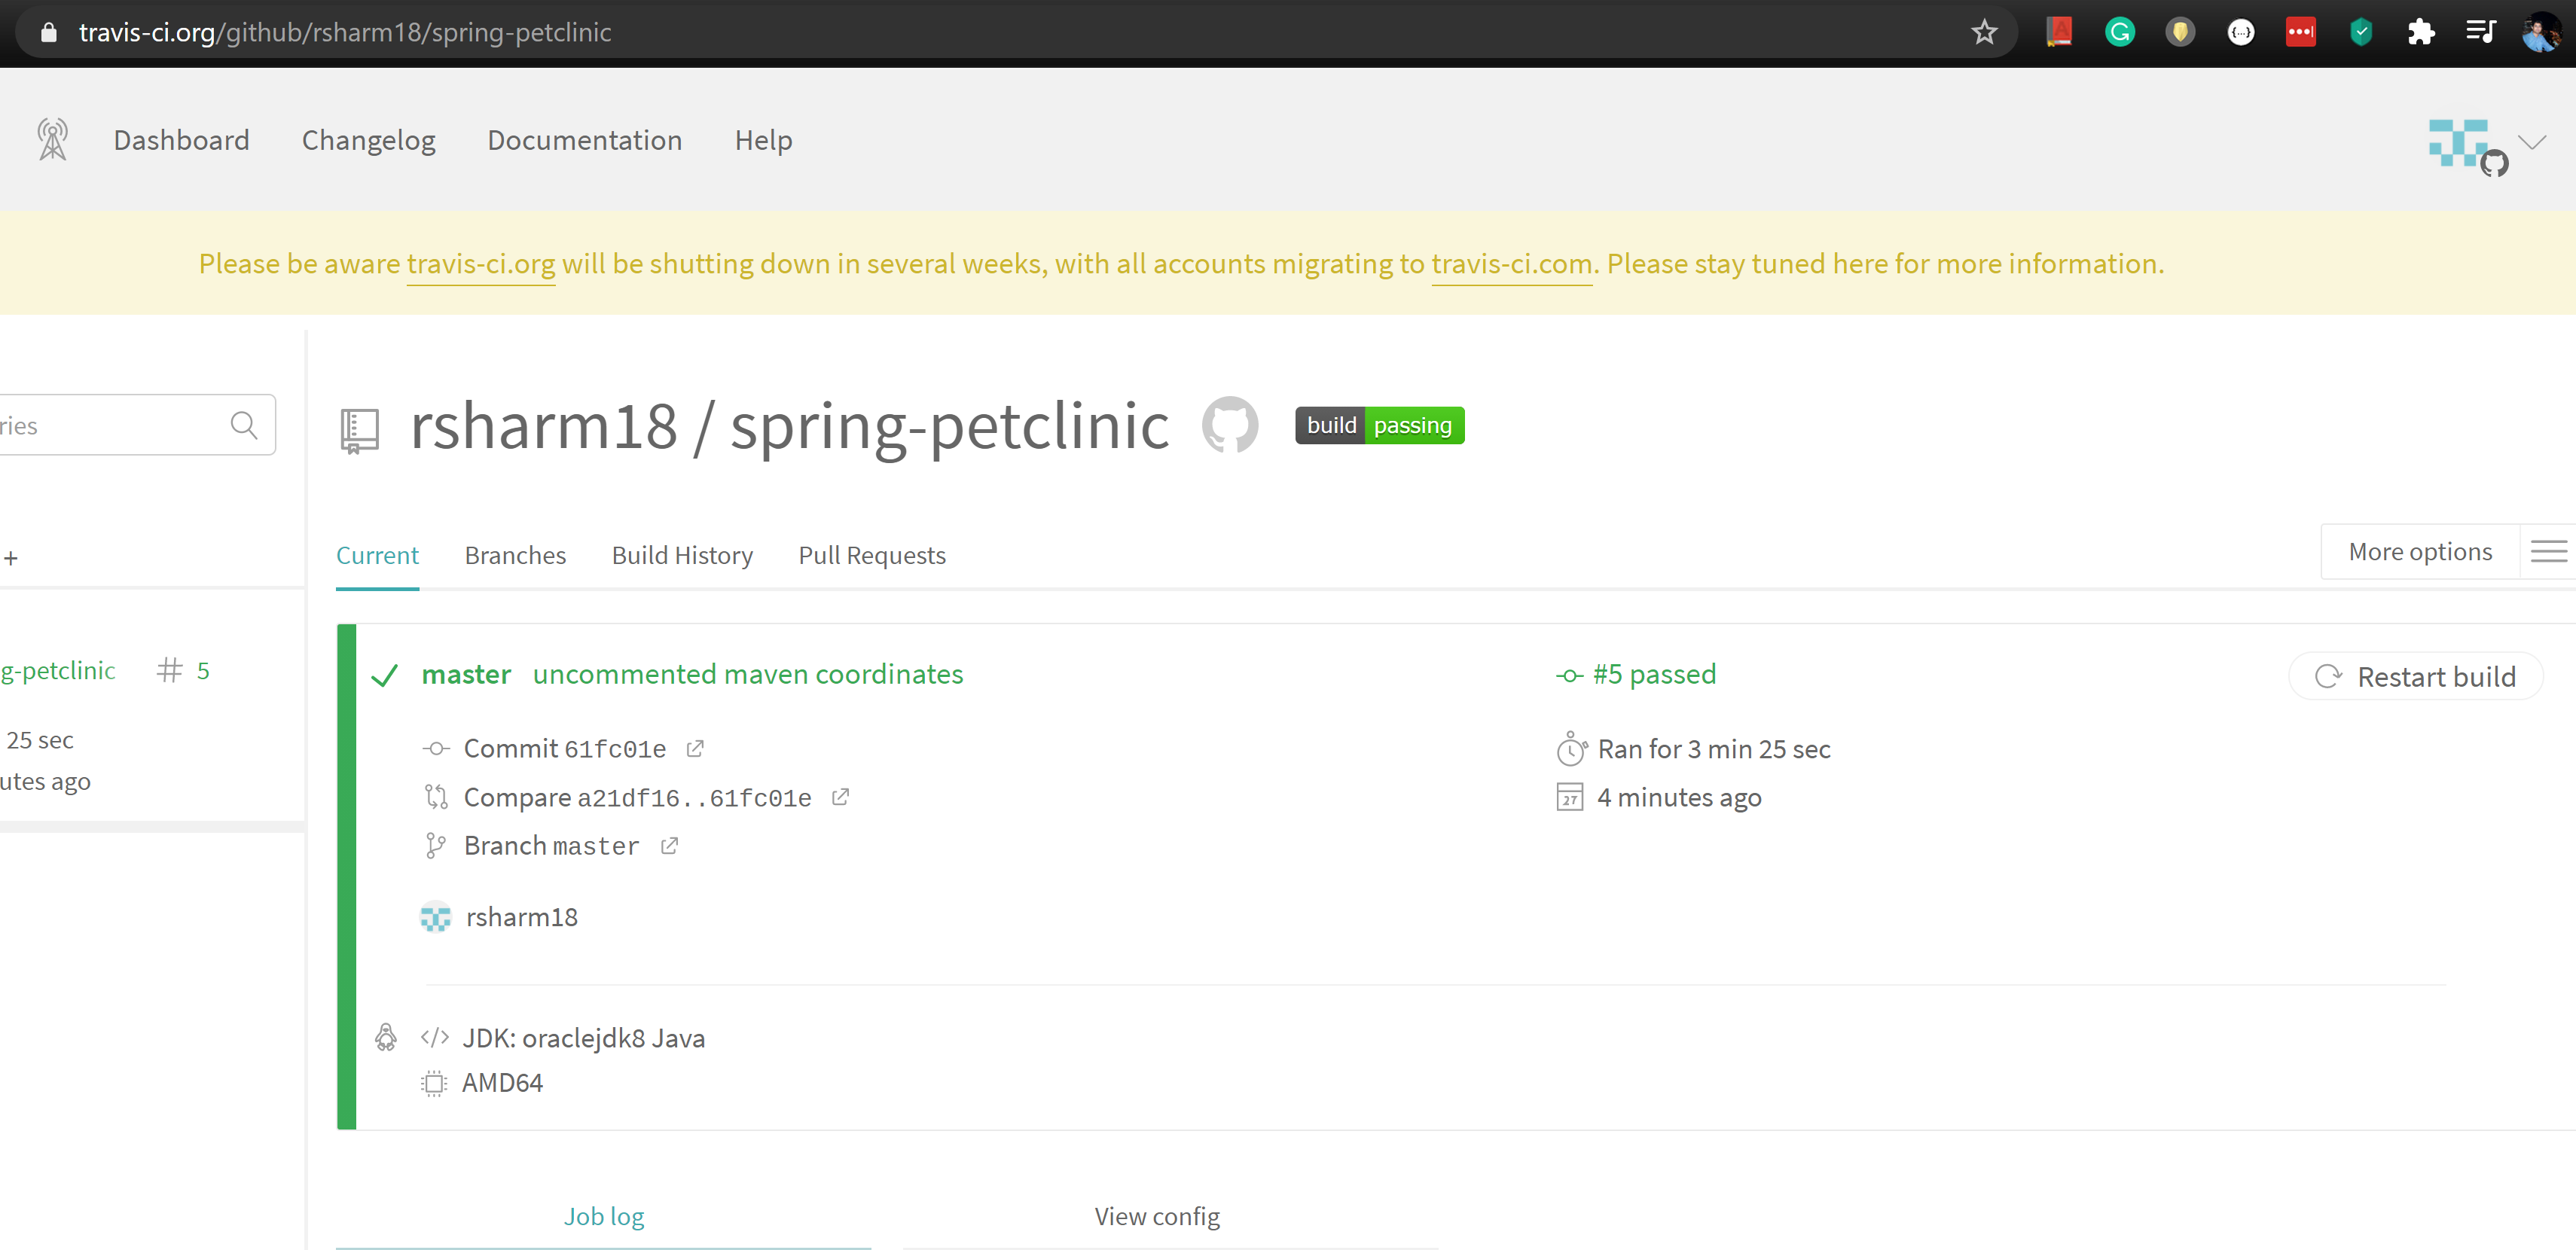 travis-ci.org/github/rsharm18/spring-petclinic
Dashboard Changelog Documentation Help
Please be aware travis-ci.org will be shutting down in several weeks, with all accounts migrating to travis-ci.com. Please stay tuned here for more information.
ries
+
g-petclinic # 5
25 sec
utes ago
rsharm18 / spring-petclinic build passing
Current Branches Build History Pull Requests More options
master uncommented maven coordinates
Commit 61fc01e
Compare a21df16..61fc01e
Branch master
rsharm18
#5 passed
Ran for 3 min 25 sec
27 4 minutes ago
Restart build
</> JDK: oraclejdk8 Java
AMD64
Job log View config